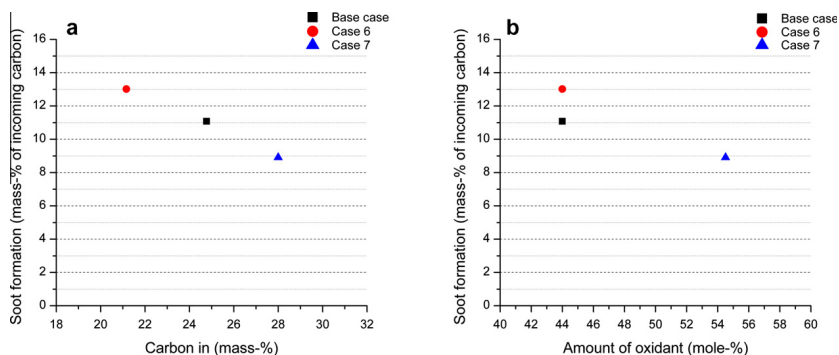 a
Base case
Case 6
Case 7
Soot formation (mass-% of incoming carbon)
16
14
12
10
8
6
4
2
0
18 20 22 24 26 28 30 32
Carbon in (mass-%)
b
Base case
Case 6
Case 7
Soot formation (mass-% of incoming carbon)
16
14
12
10
8
6
4
2
0
40 42 44 46 48 50 52 54 56 58 60
Amount of oxidant (mole-%)